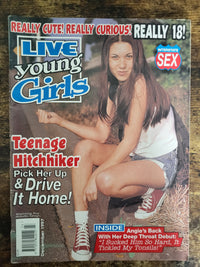 REALLY CUTE! REALLY CURIOUS! REALLY 18!
LIVE
young
Girls
SEX
Teenage
Hitchhiker
Pick Her Up
& Drive
It Home!
INSIDE Angie's Back
With Her Deep Throat Debut:
"I Sucked Him So Hard, It
Tickled My Tonsils!"